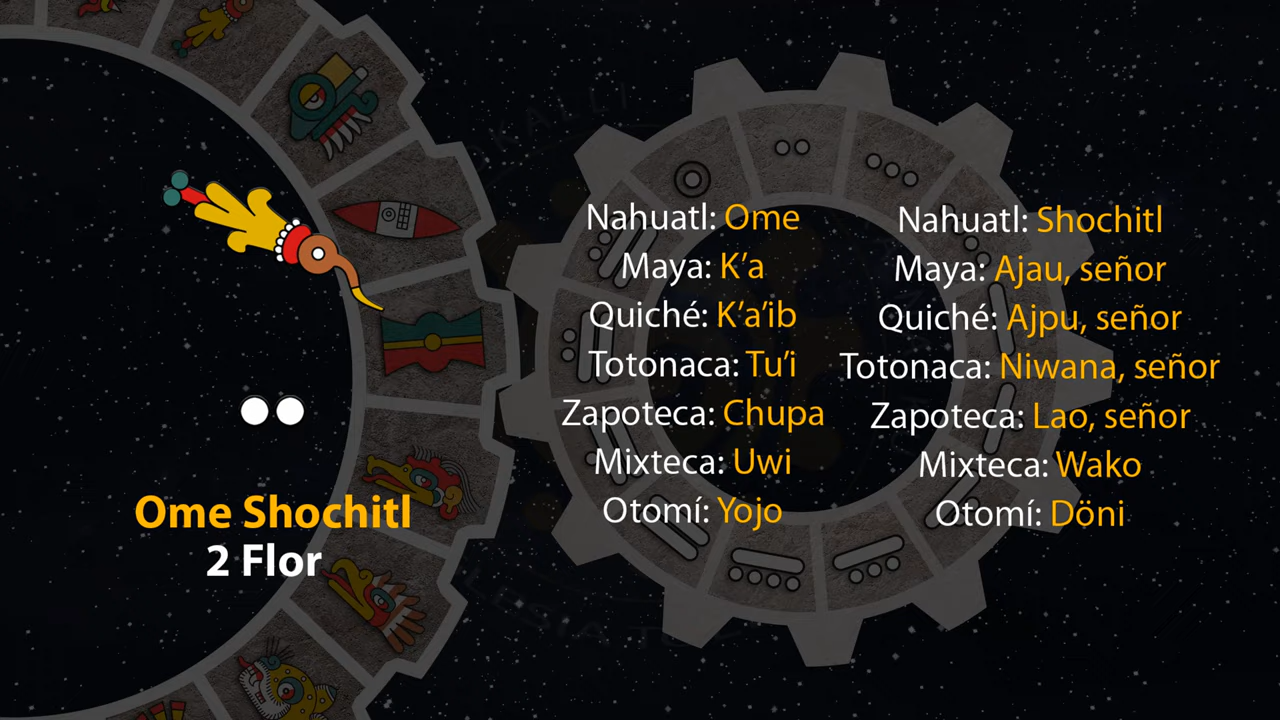 Nahuatl: Ome
Maya: K’a
Quiché: K’a’ib
Totonaca: Tu’i
Zapoteca: Chupa
Mixteca: Uwi
Otomí: Yojo
Nahuatl: Shochitl
Maya: Ajau, señor
Quiché: Ajpu, señor
Totonaca: Niwana, señor
Zapoteca: Lao, señor
Mixteca: Wako
Otomí: Döni
Ome Shochitl
2 Flor